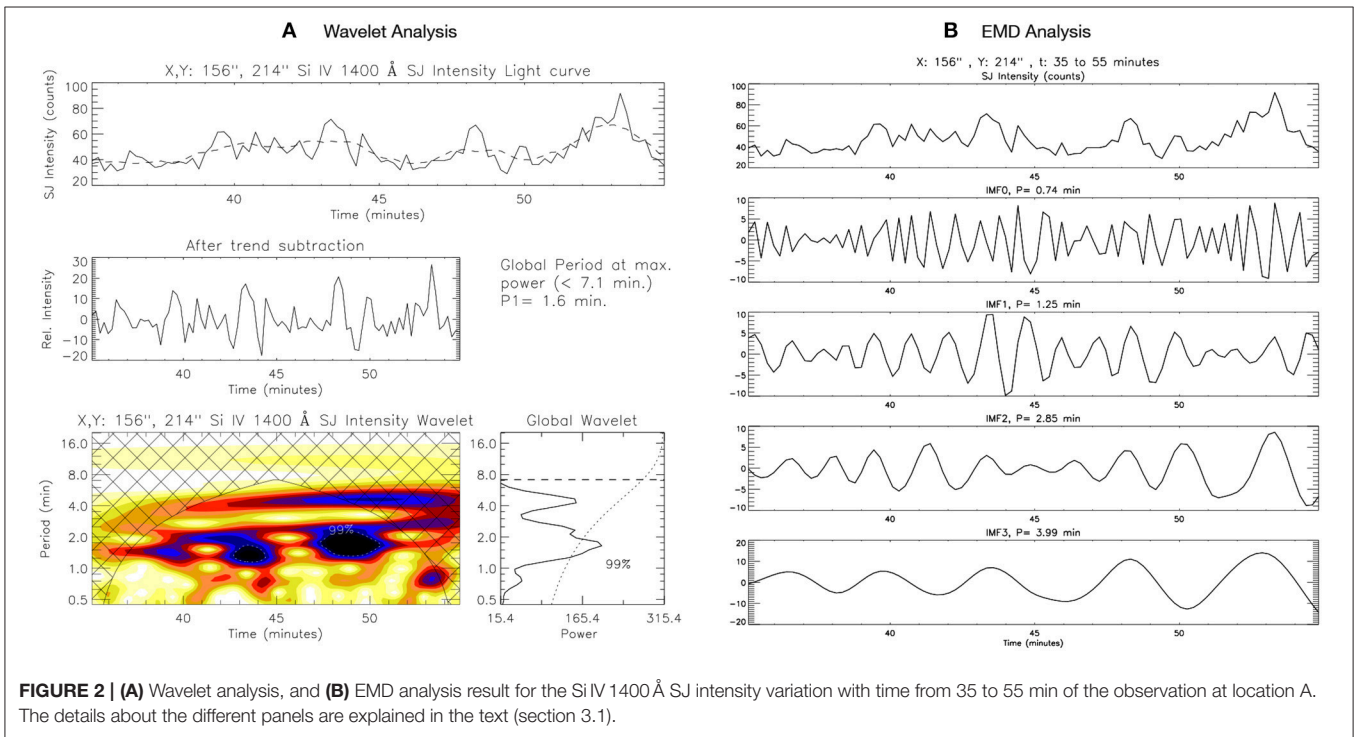 A Wavelet Analysis
X,Y: 156", 214" Si IV 1400 Å SJ Intensity Light curve
SJ Intensity (counts)
100
80
60
40
20
40 45 50
Time (minutes)
After trend subtraction
Rel. Intensity
30
20
10
0
-10
-20
40 45 50
Time (minutes)
Global Period at max.
power (< 7.1 min.)
P1= 1.6 min.
X,Y: 156", 214" Si IV 1400 Å SJ Intensity Wavelet
Period (min)
16.0
8.0
4.0
2.0
1.0
0.5
99%
40 45 50
Time (minutes)
Global Wavelet
16.0
8.0
4.0
2.0
1.0
0.5
99%
15.4 165.4 315.4
Power
B EMD Analysis
X: 156" , Y: 214" , t: 35 to 55 minutes
SJ Intensity (counts)
100
80
60
40
20
40 45 50
IMF0, P= 0.74 min
10
5
0
-5
-10
40 45 50
IMF1, P= 1.25 min
10
5
0
-5
-10
40 45 50
IMF2, P= 2.85 min
10
5
0
-5
-10
40 45 50
IMF3, P= 3.99 min
20
10
0
-10
-20
40 45 50
Time (minutes)
FIGURE 2 | (A) Wavelet analysis, and (B) EMD analysis result for the Si IV 1400 Å SJ intensity variation with time from 35 to 55 min of the observation at location A.
The details about the different panels are explained in the text (section 3.1).